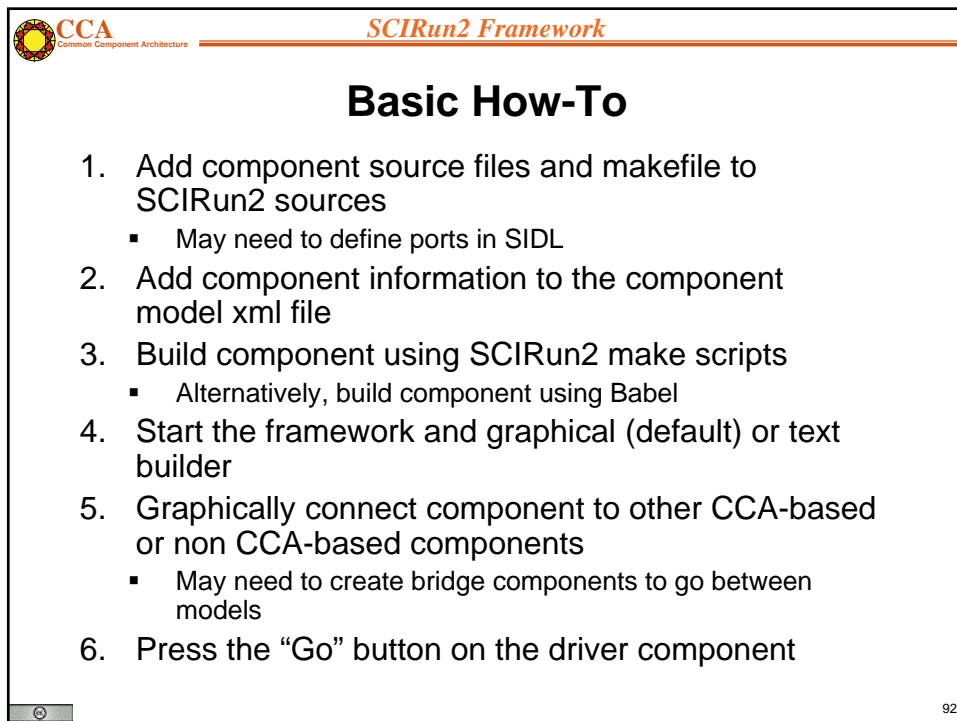 CCA
Common Component Architecture
SCIRun2 Framework
Basic How-To
1. Add component source files and makefile to
SCIRun2 sources
▪ May need to define ports in SIDL
2. Add component information to the component
model xml file
3. Build component using SCIRun2 make scripts
▪ Alternatively, build component using Babel
4. Start the framework and graphical (default) or text
builder
5. Graphically connect component to other CCA-based
or non CCA-based components
▪ May need to create bridge components to go between
models
6. Press the “Go” button on the driver component
cc
92